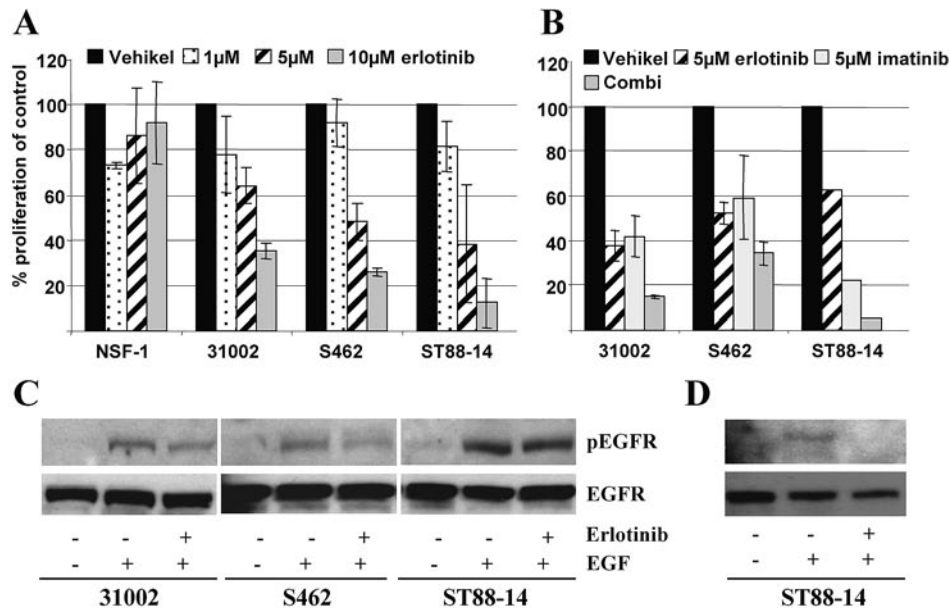 A
Vehikel 1µM 5µM 10µM erlotinib
% proliferation of control
120
100
80
60
40
20
NSF-1 31002 S462 ST88-14
B
Vehikel 5µM erlotinib 5µM imatinib
Combi
120
100
80
60
40
20
31002 S462 ST88-14
C
pEGFR
EGFR
- - + - - + - - + Erlotinib
- + + - + + - + + EGF
31002 S462 ST88-14
D
- - +
- + +
ST88-14